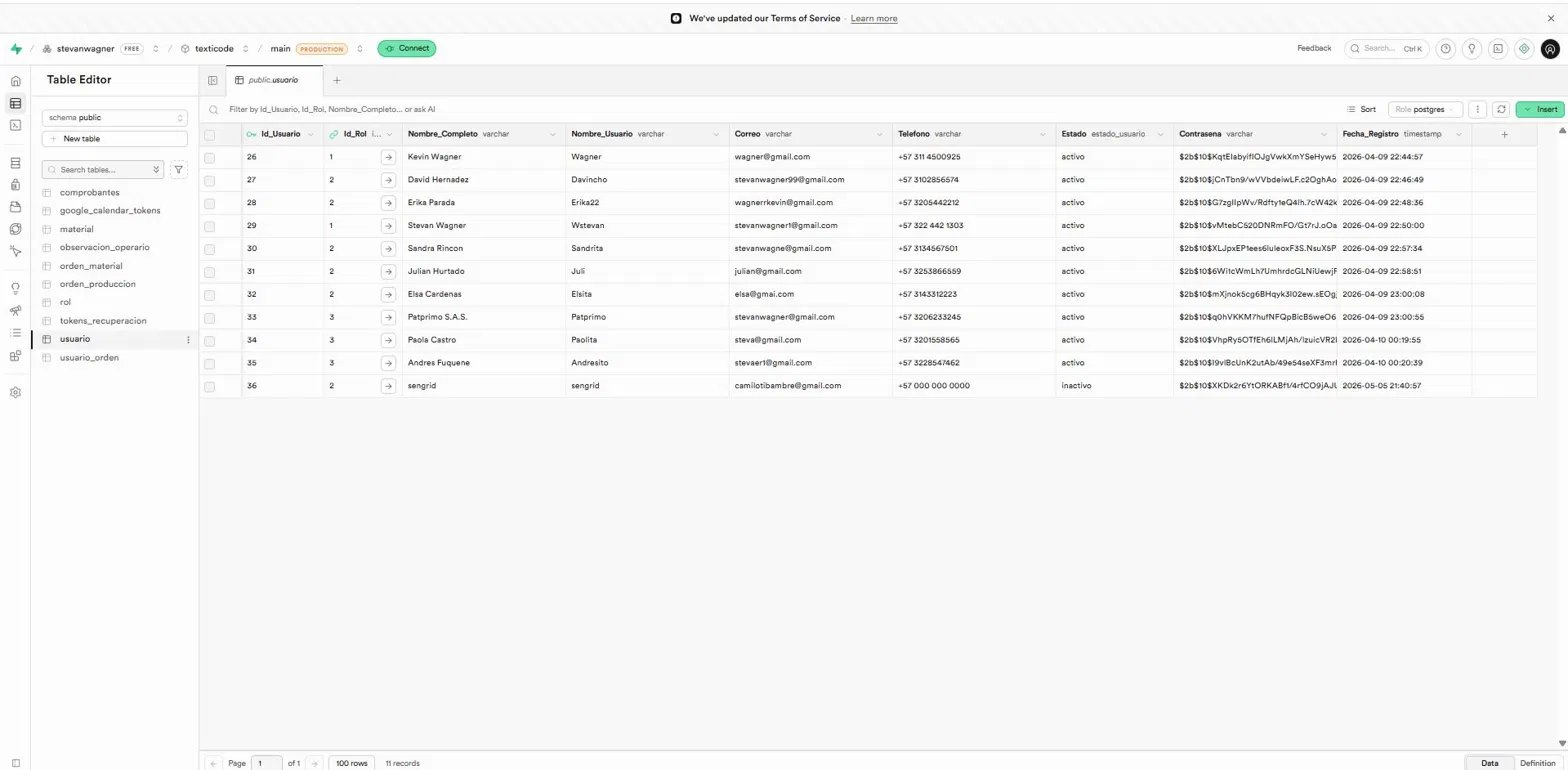 We've updated our Terms of Service · Learn more
stevanwagner FREE / texticode / main PRODUCTION Connect Feedback Search... Ctrl K
Table Editor public.usuario
schema public Filter by Id_Usuario, Id_Rol, Nombre_Completo... or ask AI Sort Role postgres Insert
New table
Search tables...
comprobantes
google_calendar_tokens
material
observacion_operario
orden_material
orden_produccion
rol
tokens_recuperacion
usuario
usuario_orden
Id_Usuario Id_Rol i... Nombre_Completo varchar Nombre_Usuario varchar Correo varchar Telefono varchar Estado estado_usuario Contrasena varchar Fecha_Registro timestamp
26 1 Kevin Wagner Wagner wagner@gmail.com +57 311 4500925 activo 2026-04-09 22:44:57
27 2 David Hernadez Davincho stevanwagner99@gmail.com +57 3102856574 activo 2026-04-09 22:46:49
28 2 Erika Parada Erika22 wagnerrkevin@gmail.com +57 3205442212 activo 2026-04-09 22:48:36
29 1 Stevan Wagner Wstevan stevanwagner1@gmail.com +57 322 442 1303 activo 2026-04-09 22:50:00
30 2 Sandra Rincon Sandrita stevanwagne@gmail.com +57 3134567501 activo 2026-04-09 22:57:34
31 2 Julian Hurtado Juli julian@gmail.com +57 3253866559 activo 2026-04-09 22:58:51
32 2 Elsa Cardenas Elsita elsa@gmai.com +57 3143312223 activo 2026-04-09 23:00:08
33 3 Patprimo S.A.S. Patprimo stevanwagner@gmail.com +57 3206233245 activo 2026-04-09 23:00:55
34 3 Paola Castro Paolita steva@gmail.com +57 3201558565 activo 2026-04-10 00:19:55
35 3 Andres Fuquene Andresito stevaer1@gmail.com +57 3228547462 activo 2026-04-10 00:20:39
36 2 sengrid sengrid camilotibambre@gmail.com +57 000 000 0000 inactivo 2026-05-05 21:40:57
Page 1 of 1 100 rows 11 records Data Definition